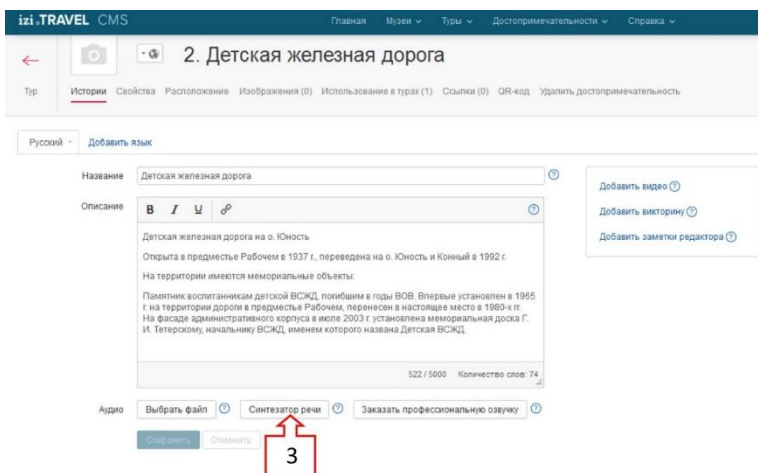 izi.TRAVEL CMS Главная Музеи Туры Достопримечательности Справка
2. Детская железная дорога
Тур Истории Свойства Расположение Изображения (0) Использование в турах (1) Ссылки (0) QR-код Удалить достопримечательность
Русский Добавить язык
Название Детская железная дорога
Добавить видео
Описание B I U
Добавить викторину
Добавить заметки редактора
Детская железная дорога на о. Юность
Открыта в предместье Рабочем в 1937 г., переведена на о. Юность и Конный в 1992 г.
На территории имеются мемориальные объекты:
Памятник воспитанникам детской ВСЖД, погибшим в годы ВОВ. Впервые установлен в 1965
г. на территории дороги в предместье Рабочем, перенесен в настоящее место в 1980-х гг.
На фасаде административного корпуса в июле 2003 г. установлена мемориальная доска Г.
И. Тетерскому, начальнику ВСЖД, именем которого названа Детская ВСЖД.
522 / 5000 Количество слов: 74
Аудио Выбрать файл Синтезатор речи Заказать профессиональную озвучку
Сохранить Отменить
3